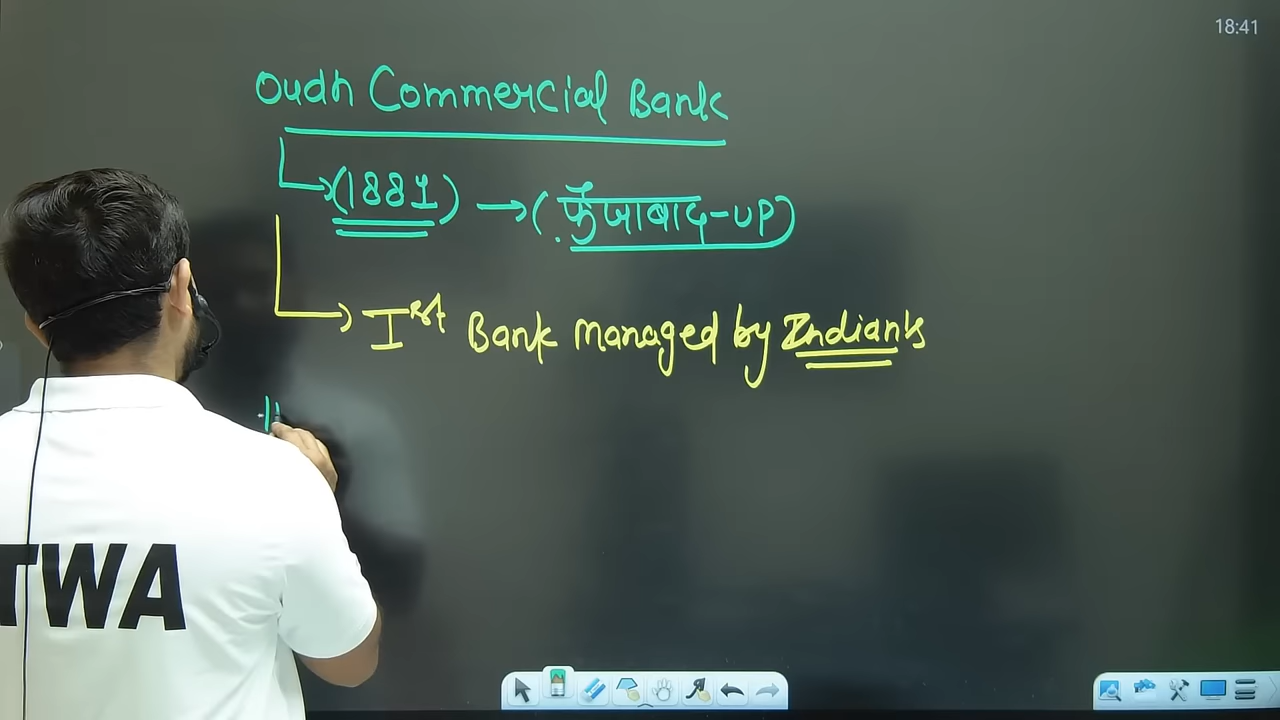 18:41
Oudh Commercial Bank
(1881) → (फैजाबाद-UP)
Ist Bank managed by Indians
TWA